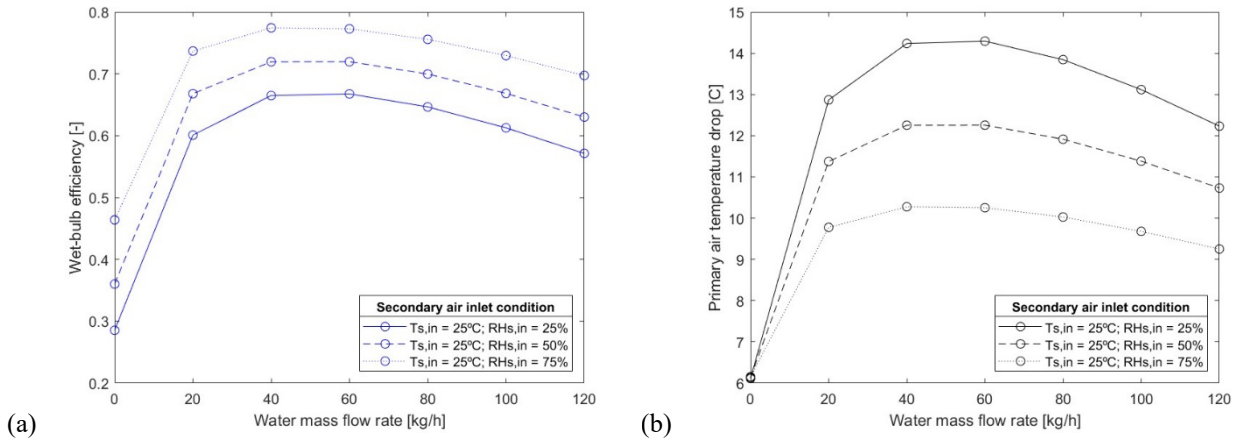 0.8
0.7
0.6
0.5
0.4
0.3
0.2
Wet-bulb efficiency [-]
0 20 40 60 80 100 120
Water mass flow rate [kg/h]
Secondary air inlet condition
Ts,in = 25ºC; RHs,in = 25%
Ts,in = 25ºC; RHs,in = 50%
Ts,in = 25ºC; RHs,in = 75%
(a)
15
14
13
12
11
10
9
8
7
6
Primary air temperature drop [C]
0 20 40 60 80 100 120
Water mass flow rate [kg/h]
Secondary air inlet condition
Ts,in = 25ºC; RHs,in = 25%
Ts,in = 25ºC; RHs,in = 50%
Ts,in = 25ºC; RHs,in = 75%
(b)